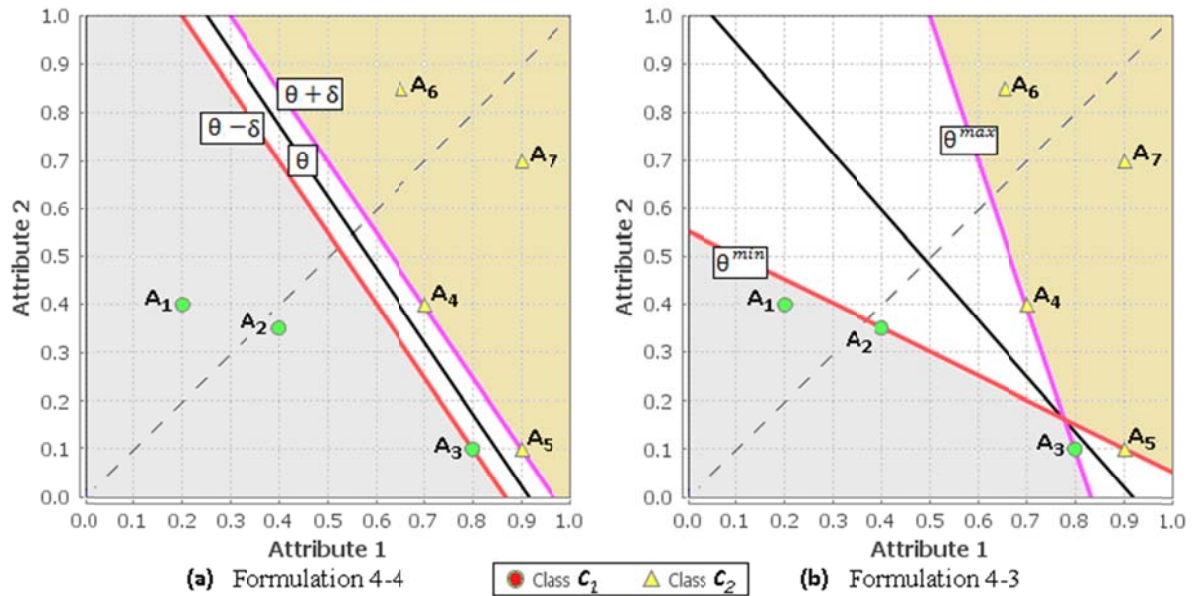 1.0
0.9
0.8
0.7
0.6
0.5
0.4
0.3
0.2
0.1
0.0
Attribute 2
θ + δ
θ − δ
θ
A6
A7
A1
A2
A4
A3
A5
0.0 0.1 0.2 0.3 0.4 0.5 0.6 0.7 0.8 0.9 1.0
Attribute 1
(a) Formulation 4-4
1.0
0.9
0.8
0.7
0.6
0.5
0.4
0.3
0.2
0.1
0.0
Attribute 2
A6
θmax
A7
θmin
A1
A2
A4
A3
A5
0.0 0.1 0.2 0.3 0.4 0.5 0.6 0.7 0.8 0.9 1.0
Attribute 1
Class C1 Class C2
(b) Formulation 4-3